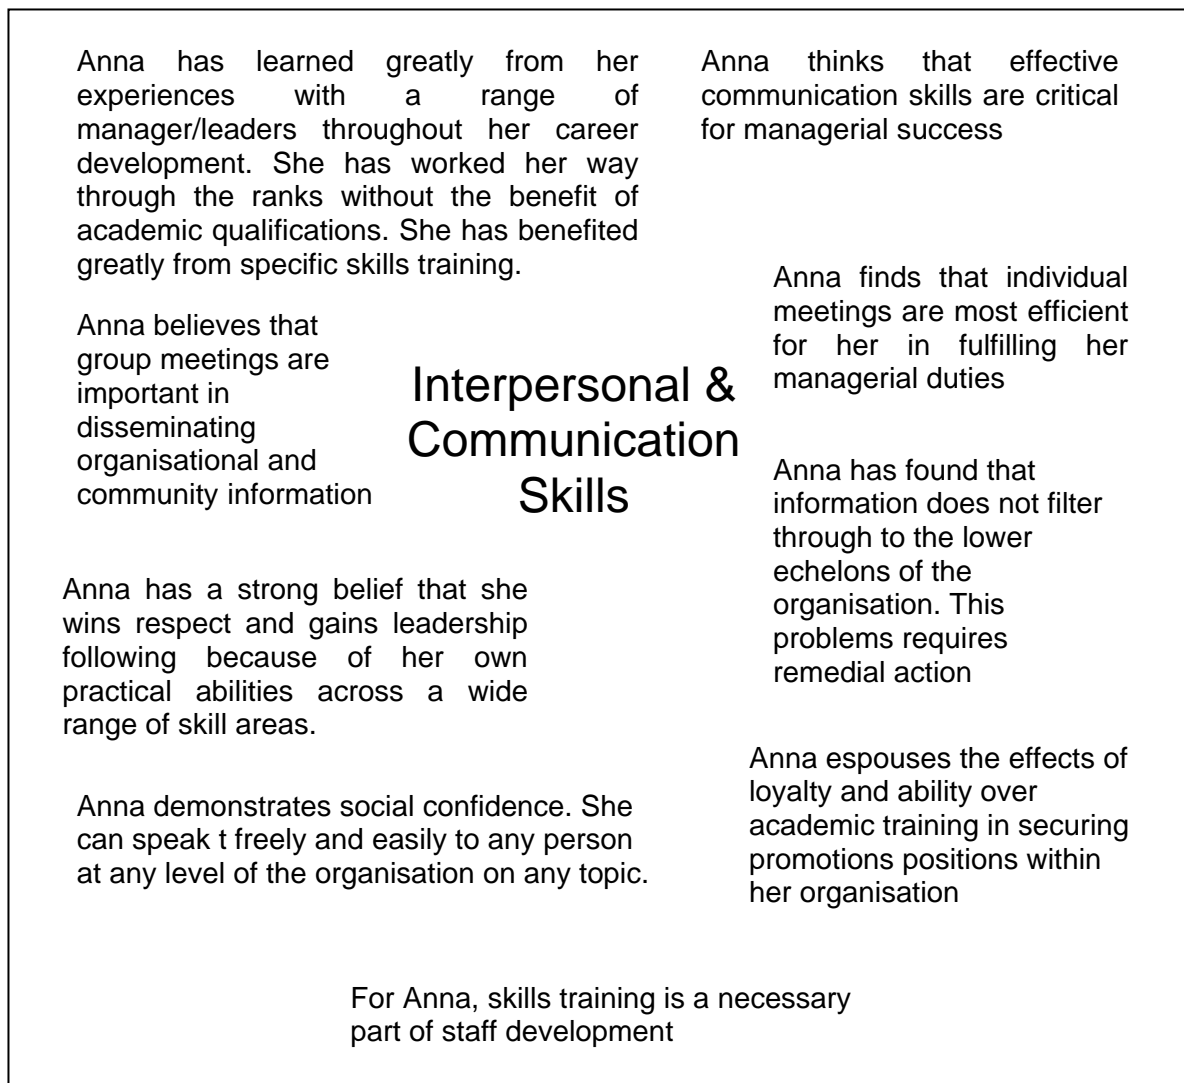 Anna has learned greatly from her
experiences with a range of
manager/leaders throughout her career
development. She has worked her way
through the ranks without the benefit of
academic qualifications. She has benefited
greatly from specific skills training.
Anna thinks that effective
communication skills are critical
for managerial success
Anna finds that individual
meetings are most efficient
for her in fulfilling her
managerial duties
Anna believes that
group meetings are
important in
disseminating
organisational and
community information
Interpersonal &
Communication
Skills
Anna has found that
information does not filter
through to the lower
echelons of the
organisation. This
problems requires
remedial action
Anna has a strong belief that she
wins respect and gains leadership
following because of her own
practical abilities across a wide
range of skill areas.
Anna espouses the effects of
loyalty and ability over
academic training in securing
promotions positions within
her organisation
Anna demonstrates social confidence. She
can speak t freely and easily to any person
at any level of the organisation on any topic.
For Anna, skills training is a necessary
part of staff development